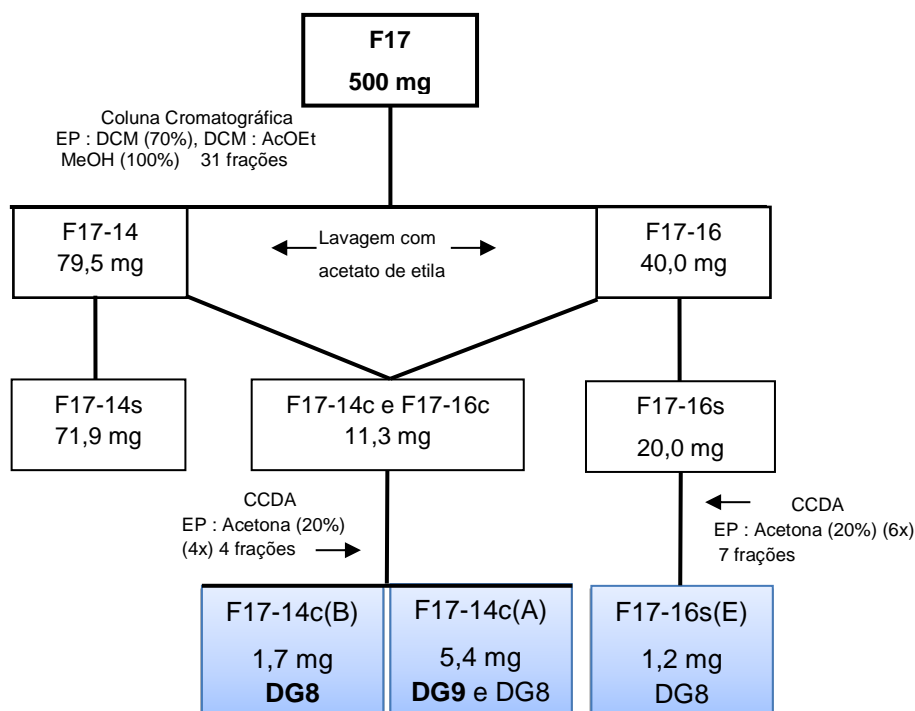 F17
500 mg
Coluna Cromatográfica
EP : DCM (70%), DCM : AcOEt
MeOH (100%) 31 frações
F17-14
79,5 mg
Lavagem com
acetato de etila
F17-16
40,0 mg
F17-14s
71,9 mg
F17-14c e F17-16c
11,3 mg
F17-16s
20,0 mg
CCDA
EP : Acetona (20%)
(4x) 4 frações
CCDA
EP : Acetona (20%) (6x)
7 frações
F17-14c(B)
1,7 mg
DG8
F17-14c(A)
5,4 mg
DG9 e DG8
F17-16s(E)
1,2 mg
DG8